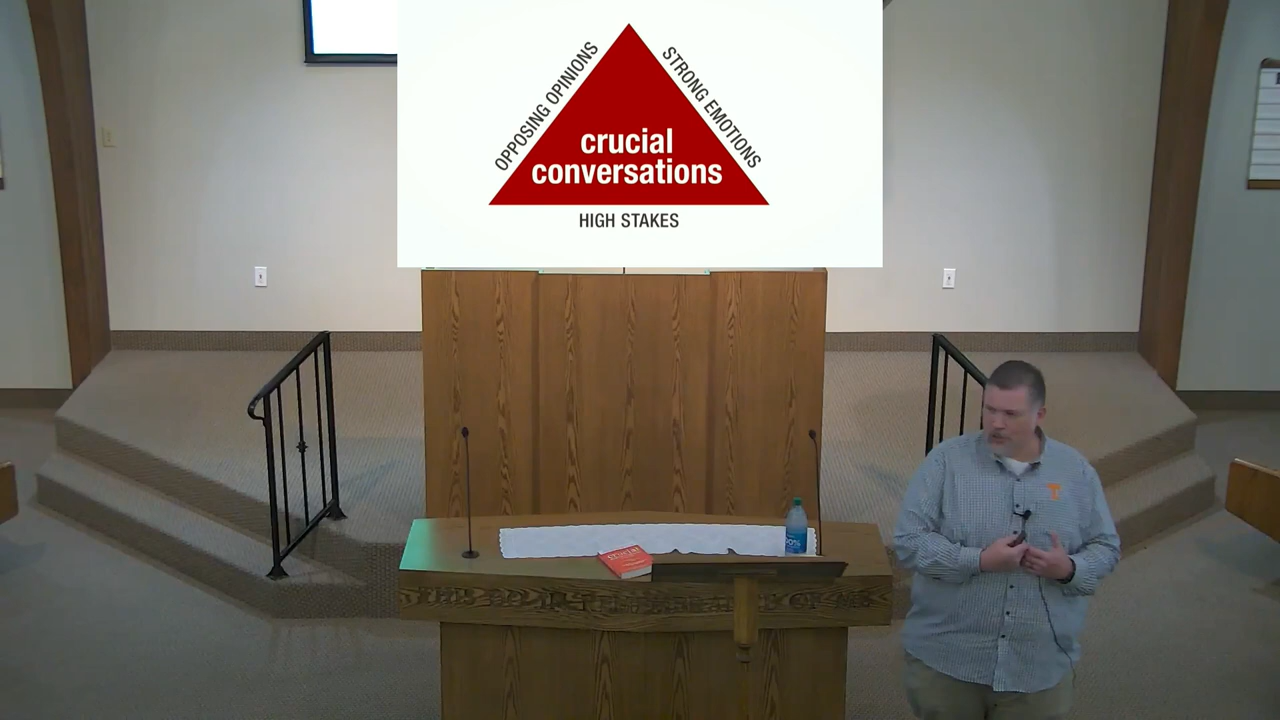 OPPOSING OPINIONS
STRONG EMOTIONS
crucial
conversations
HIGH STAKES
T